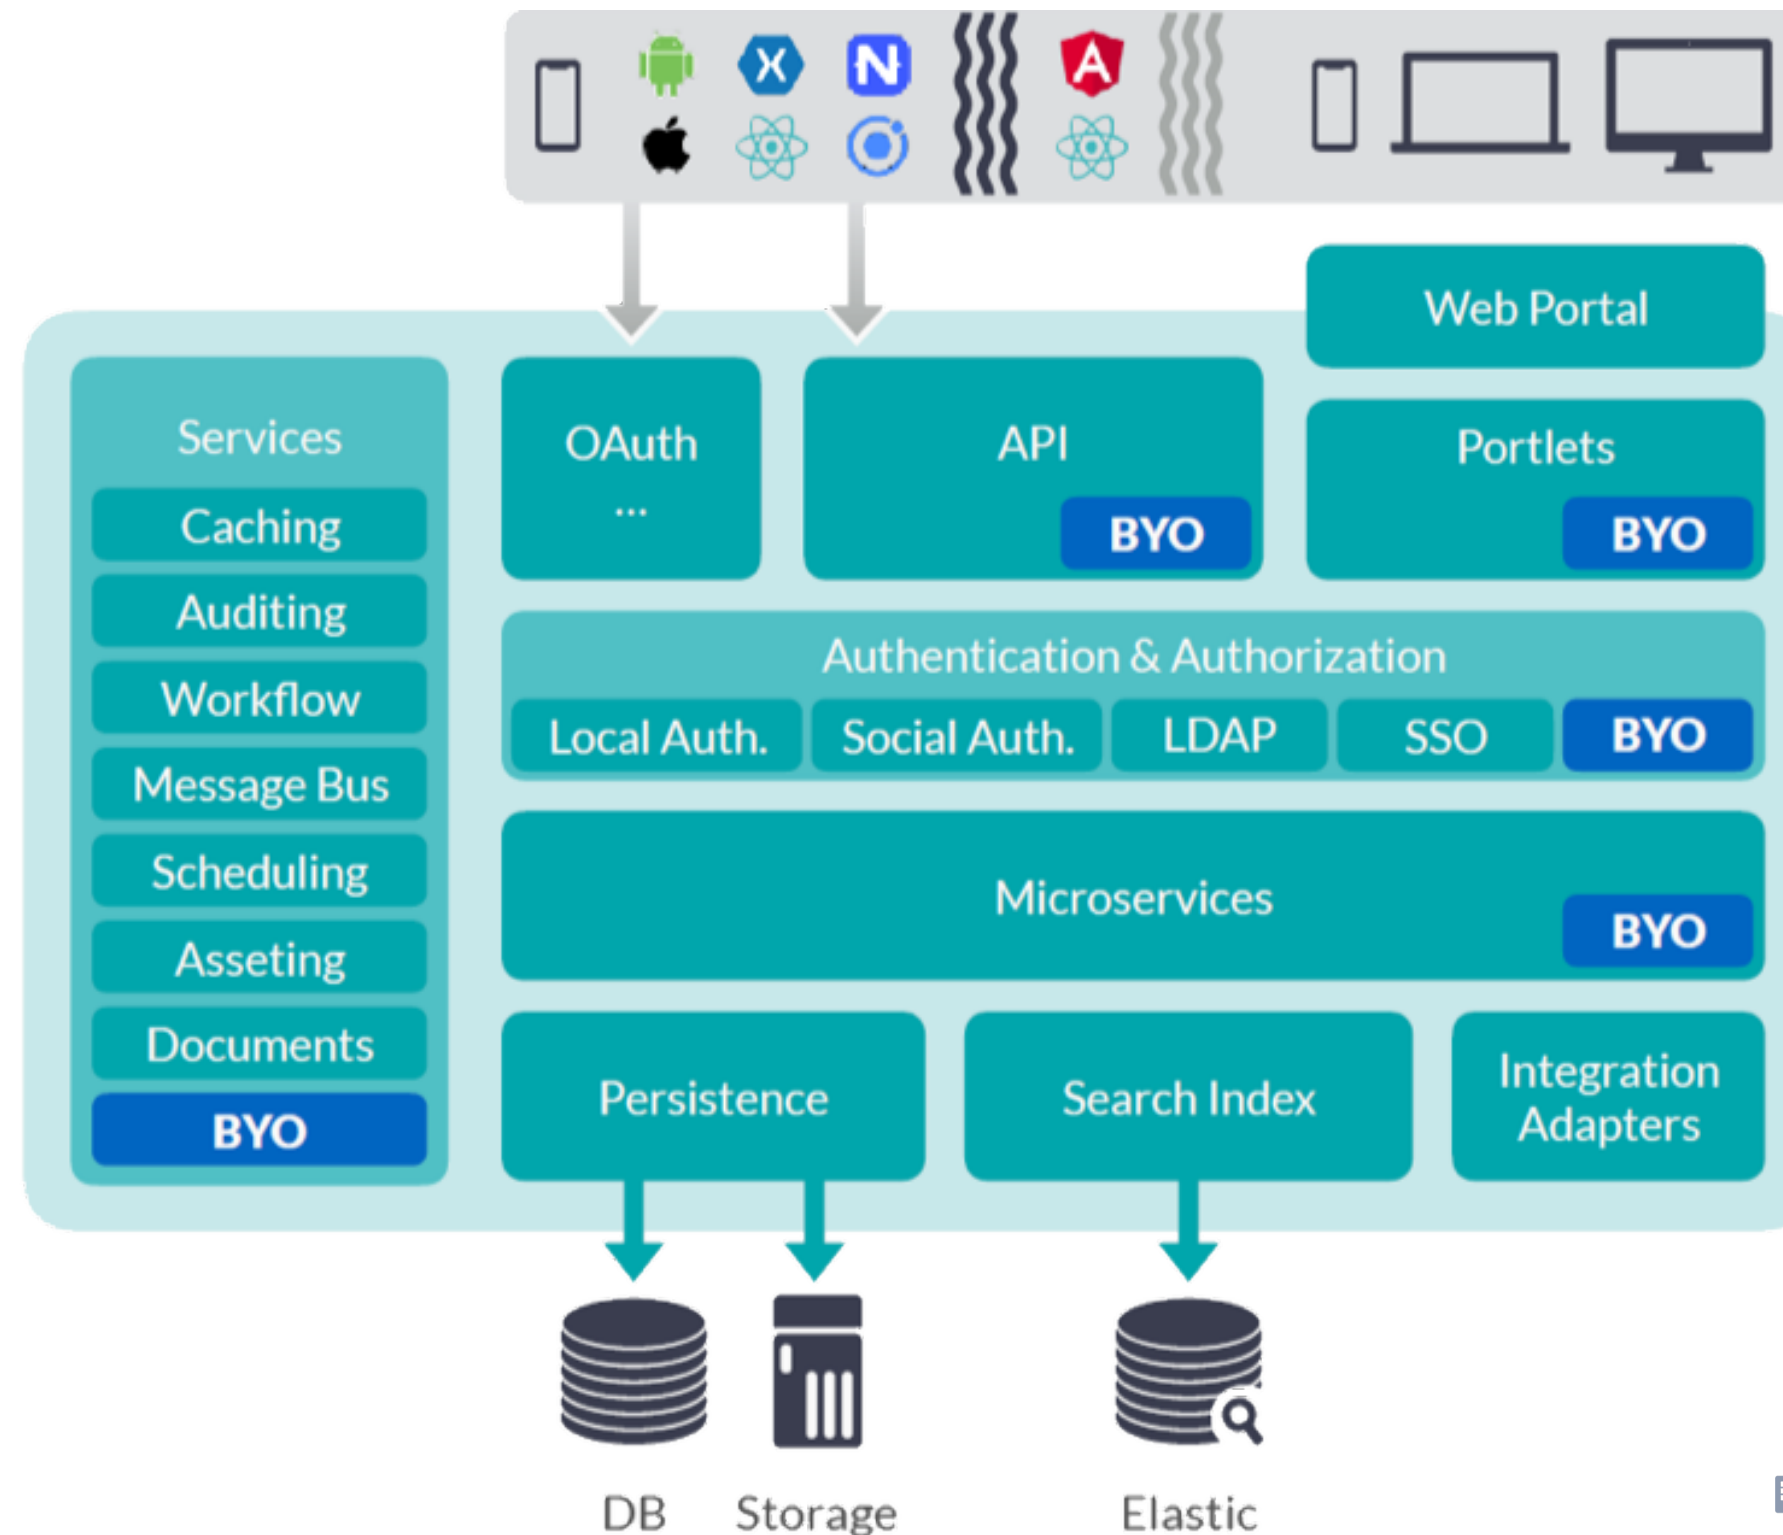 Web Portal
Services
Caching
Auditing
Workflow
Message Bus
Scheduling
Asseting
Documents
BYO
OAuth
...
API
BYO
Portlets
BYO
Authentication & Authorization
Local Auth.
Social Auth.
LDAP
SSO
BYO
Microservices
BYO
Persistence
Search Index
Integration
Adapters
DB
Storage
Elastic